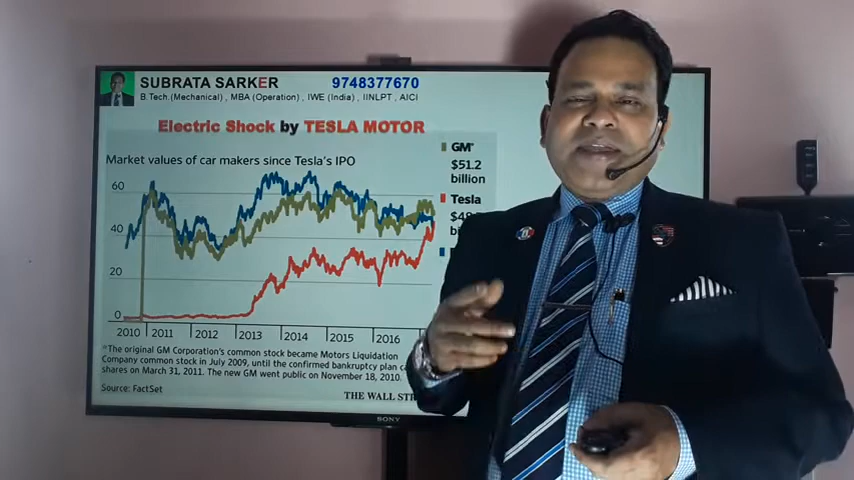 SUBRATA SARKER
B.Tech.(Mechanical), MBA (Operation), IWE (India), IINLPT, AICI
9748377670
Electric Shock by TESLA MOTOR
Market values of car makers since Tesla's IPO
GM*
$51.2
billion
Tesla
60
40
20
0
2010 2011 2012 2013 2014 2015 2016
*The original GM Corporation's common stock became Motors Liquidation
Company common stock in July 2009, until the confirmed bankruptcy plan
shares on March 31, 2011. The new GM went public on November 18, 2010.
Source: FactSet
THE WALL
SONY